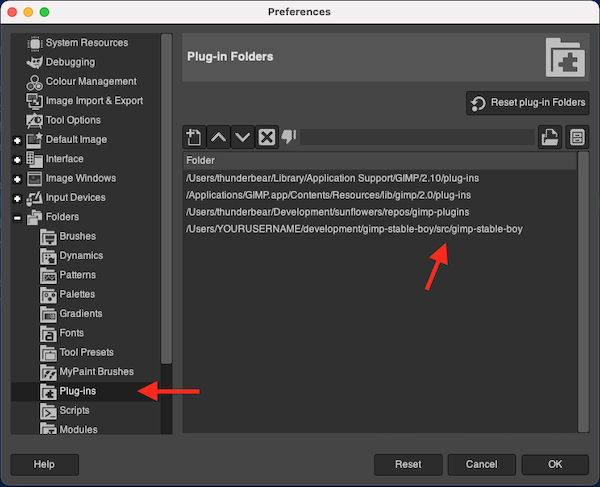 Preferences
System Resources
Debugging
Colour Management
Image Import & Export
Tool Options
Default Image
Interface
Image Windows
Input Devices
Folders
Brushes
Dynamics
Patterns
Palettes
Gradients
Fonts
Tool Presets
MyPaint Brushes
Plug-ins
Scripts
Modules
Plug-in Folders
Reset plug-in Folders
Folder
/Users/thunderbear/Library/Application Support/GIMP/2.10/plug-ins
/Applications/GIMP.app/Contents/Resources/lib/gimp/2.0/plug-ins
/Users/thunderbear/Development/sunflowers/repos/gimp-plugins
/Users/YOURUSERNAME/development/gimp-stable-boy/src/gimp-stable-boy
Help
Reset
Cancel
OK